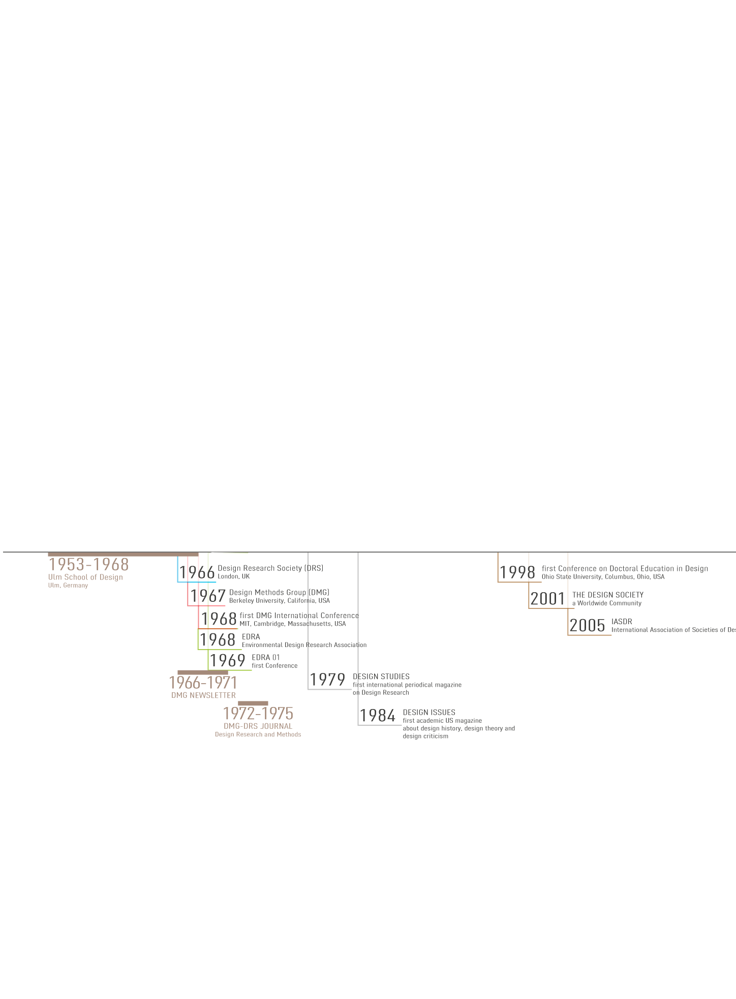 1953-1968
Ulm School of Design
Ulm, Germany
1966
Design Research Society (DRS)
London, UK
1967
Design Methods Group (DMG)
Berkeley University, California, USA
1968
first DMG International Conference
MIT, Cambridge, Massachusetts, USA
1968
EDRA
Environmental Design Research Association
1969
EDRA 01
first Conference
1966-1971
DMG NEWSLETTER
1972-1975
DMG-DRS JOURNAL
Design Research and Methods
1979
DESIGN STUDIES
first international periodical magazine
on Design Research
1984
DESIGN ISSUES
first academic US magazine
about design history, design theory and
design criticism
1998
first Conference on Doctoral Education in Design
Ohio State University, Columbus, Ohio, USA
2001
THE DESIGN SOCIETY
a Worldwide Community
2005
IASDR
International Association of Societies of